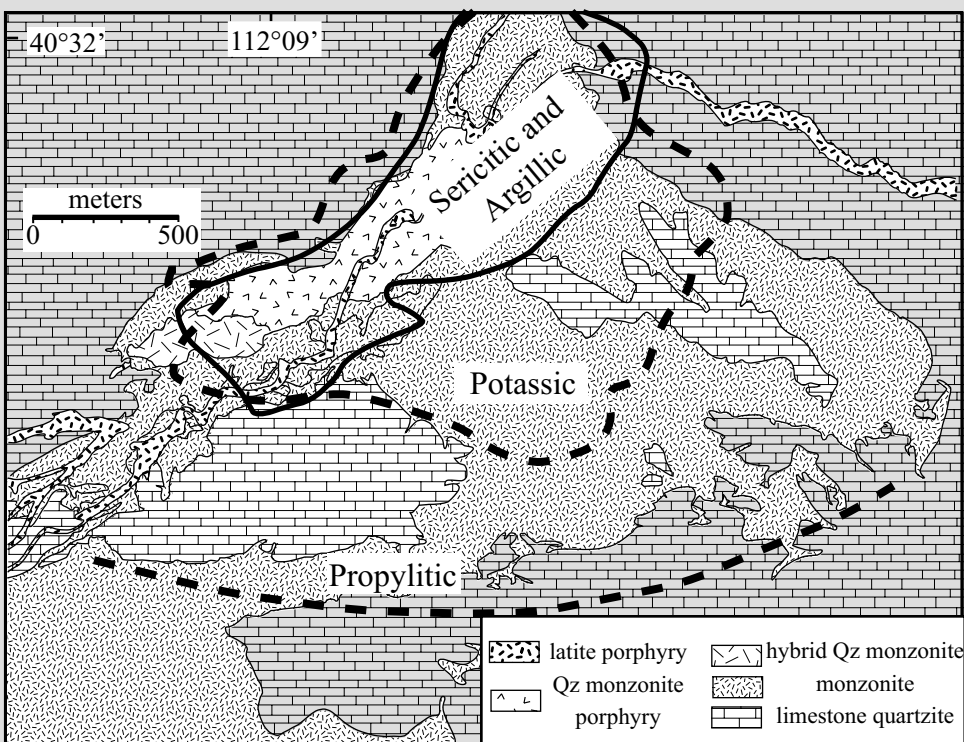 40°32’
112°09’
Sericitic and
Argillic
meters
0 500
Potassic
Propylitic
latite porphyry
Qz monzonite
porphyry
hybrid Qz monzonite
monzonite
limestone quartzite